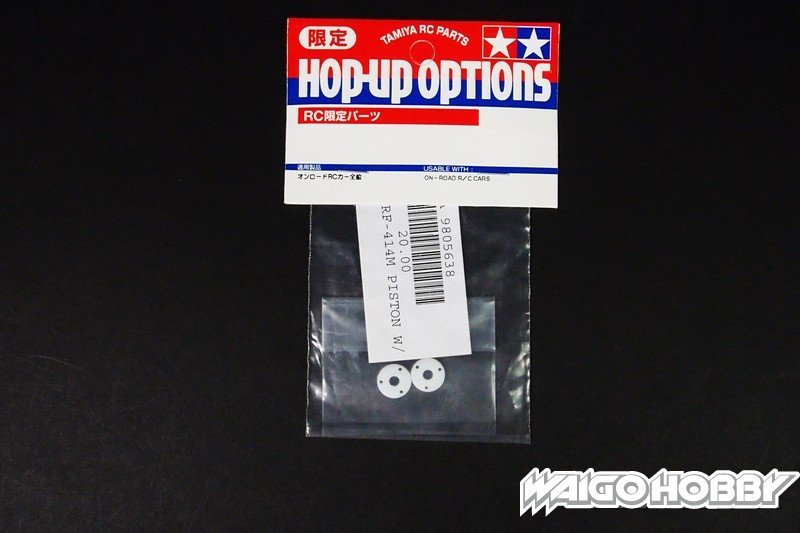 限定
TAMIYA RC PARTS
HOP-UP OPTIONS
RC限定パーツ
適用製品
オンロードRCカー全般
USABLE WITH :
ON-ROAD R/C CARS
A 9805638
20.00
RF-414M PISTON W/
WAIGOHOBBY